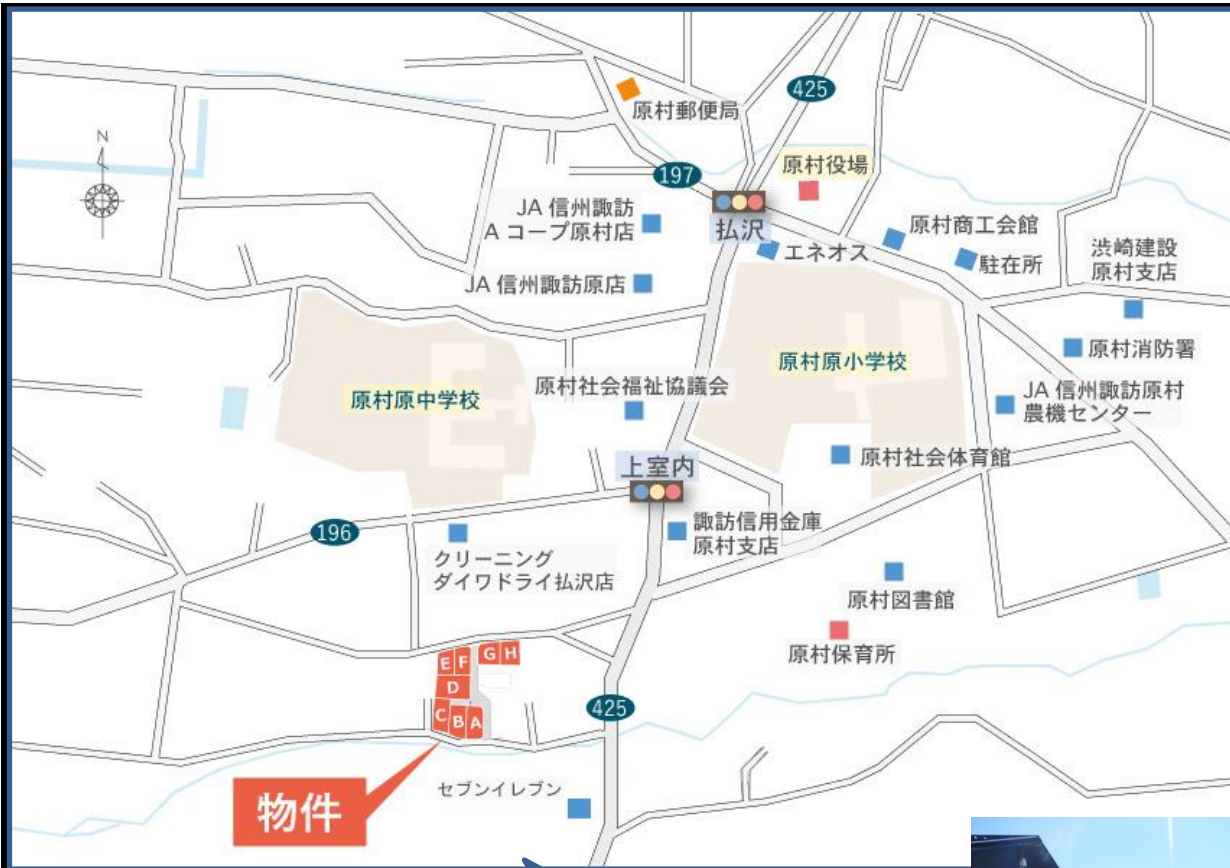 原村郵便局
425
N
197
原村役場
JA 信州諏訪
A コープ原村店
払沢
エネオス
原村商工会館
駐在所
渋崎建設
原村支店
JA 信州諏訪原店
原村消防署
原村原中学校
原村社会福祉協議会
原村原小学校
JA 信州諏訪原村
農機センター
上室内
原村社会体育館
196
クリーニング
ダイワドライ払沢店
諏訪信用金庫
原村支店
原村図書館
原村保育所
E F G H
D
C B A
425
物件
セブンイレブン